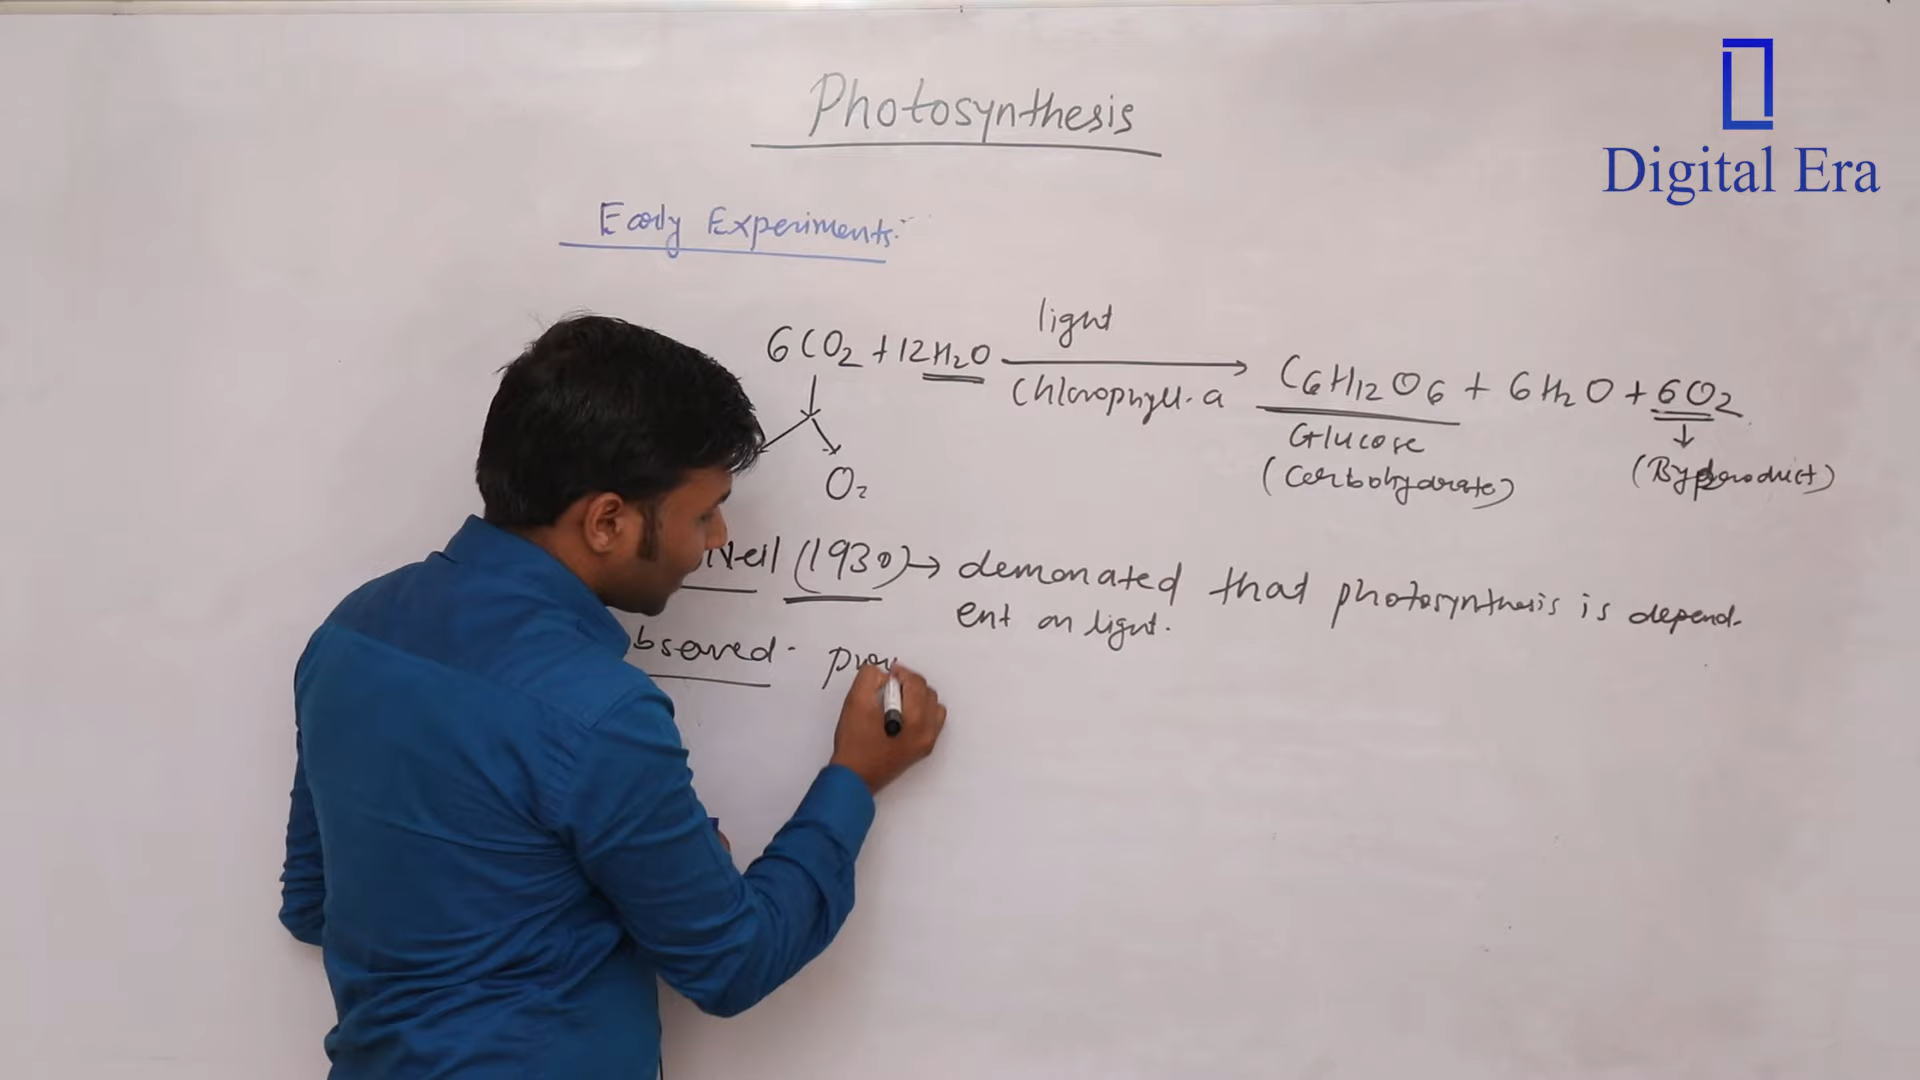 Photosynthesis
Digital Era
Early Experiments:-
light
6CO2 + 12H2O
Chlorophyll-a
C6H12O6 + 6H2O + 6O2
Glucose
(Carbohydrate)
(Byproduct)
O2
Neil (1930) → demonated that photosynthesis is depend-
ent on light.
bserved-